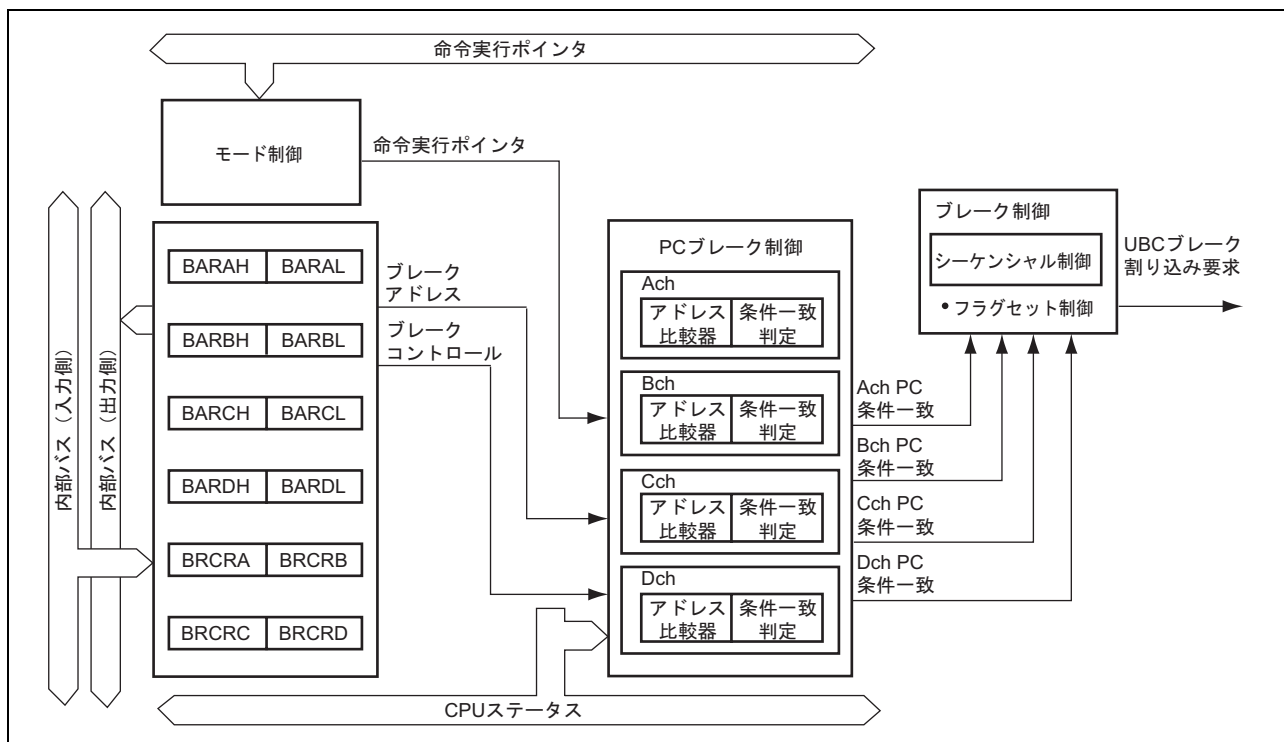 命令実行ポインタ
モード制御
命令実行ポインタ
内部バス（入力側）
内部バス（出力側）
BARAH BARAL
BARBH BARBL
BARCH BARCL
BARDH BARDL
BRCRA BRCRB
BRCRC BRCRD
ブレーク
アドレス
ブレーク
コントロール
PCブレーク制御
Ach
アドレス 条件一致
比較器 判定
Bch
アドレス 条件一致
比較器 判定
Cch
アドレス 条件一致
比較器 判定
Dch
アドレス 条件一致
比較器 判定
Ach PC
条件一致
Bch PC
条件一致
Cch PC
条件一致
Dch PC
条件一致
ブレーク制御
シーケンシャル制御
•フラグセット制御
UBCブレーク
割り込み要求
CPUステータス